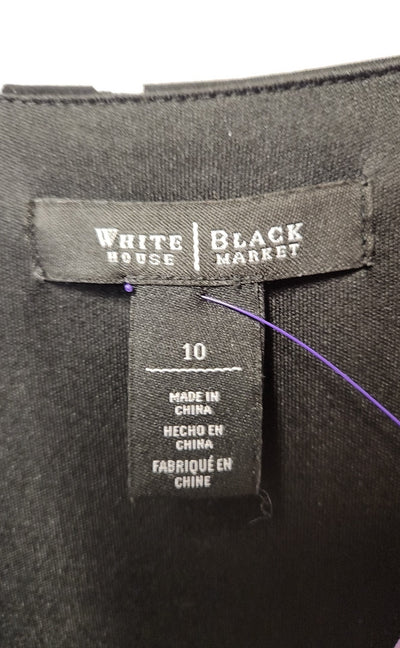 WHITE HOUSE | BLACK MARKET
10
MADE IN
CHINA
HECHO EN
CHINA
FABRIQUÉ EN
CHINE